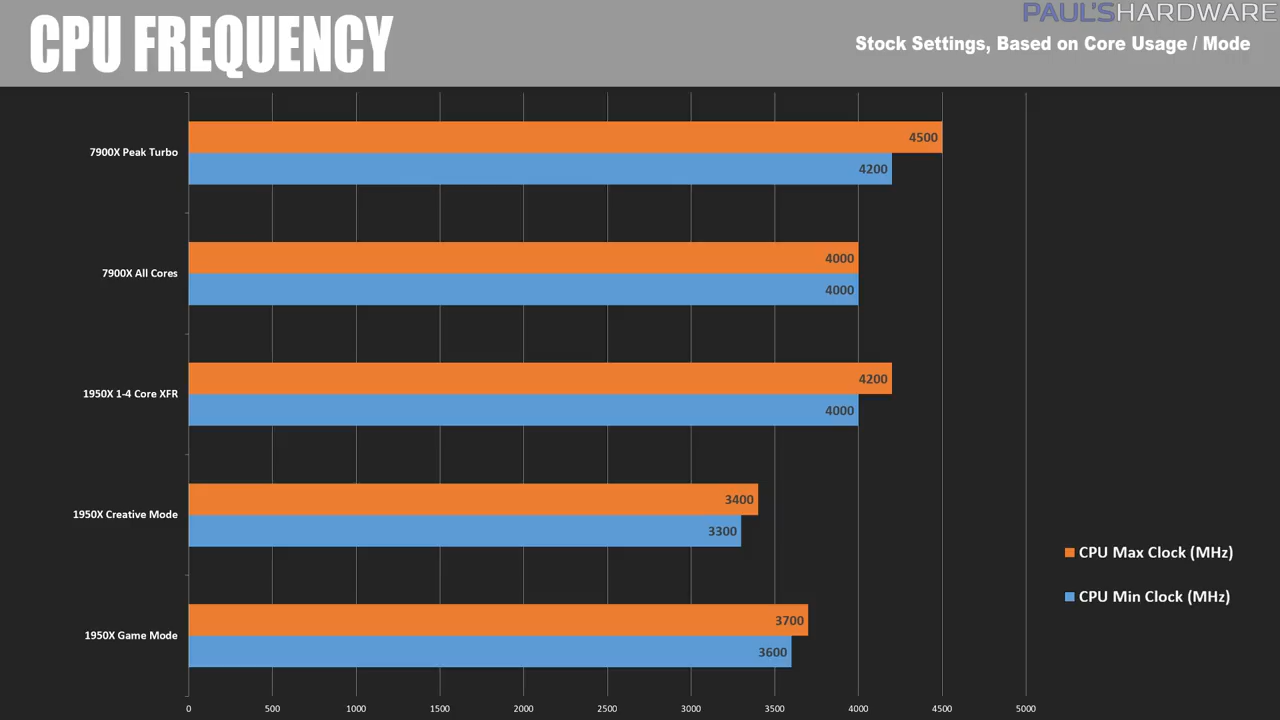 CPU FREQUENCY
PAUL'SHARDWARE
Stock Settings, Based on Core Usage / Mode
7900X Peak Turbo
4500
4200
7900X All Cores
4000
4000
1950X 1-4 Core XFR
4200
4000
1950X Creative Mode
3400
3300
1950X Game Mode
3700
3600
CPU Max Clock (MHz)
CPU Min Clock (MHz)
0 500 1000 1500 2000 2500 3000 3500 4000 4500 5000